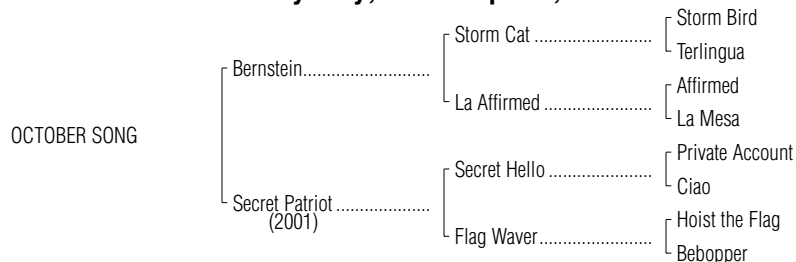 Storm Bird
Storm Cat ....................
Terlingua
Bernstein...........................
Affirmed
La Affirmed .................
La Mesa
OCTOBER SONG
Private Account
Secret Hello .................
Ciao
Secret Patriot ....................
(2001)
Hoist the Flag
Flag Waver..................
Bebopper